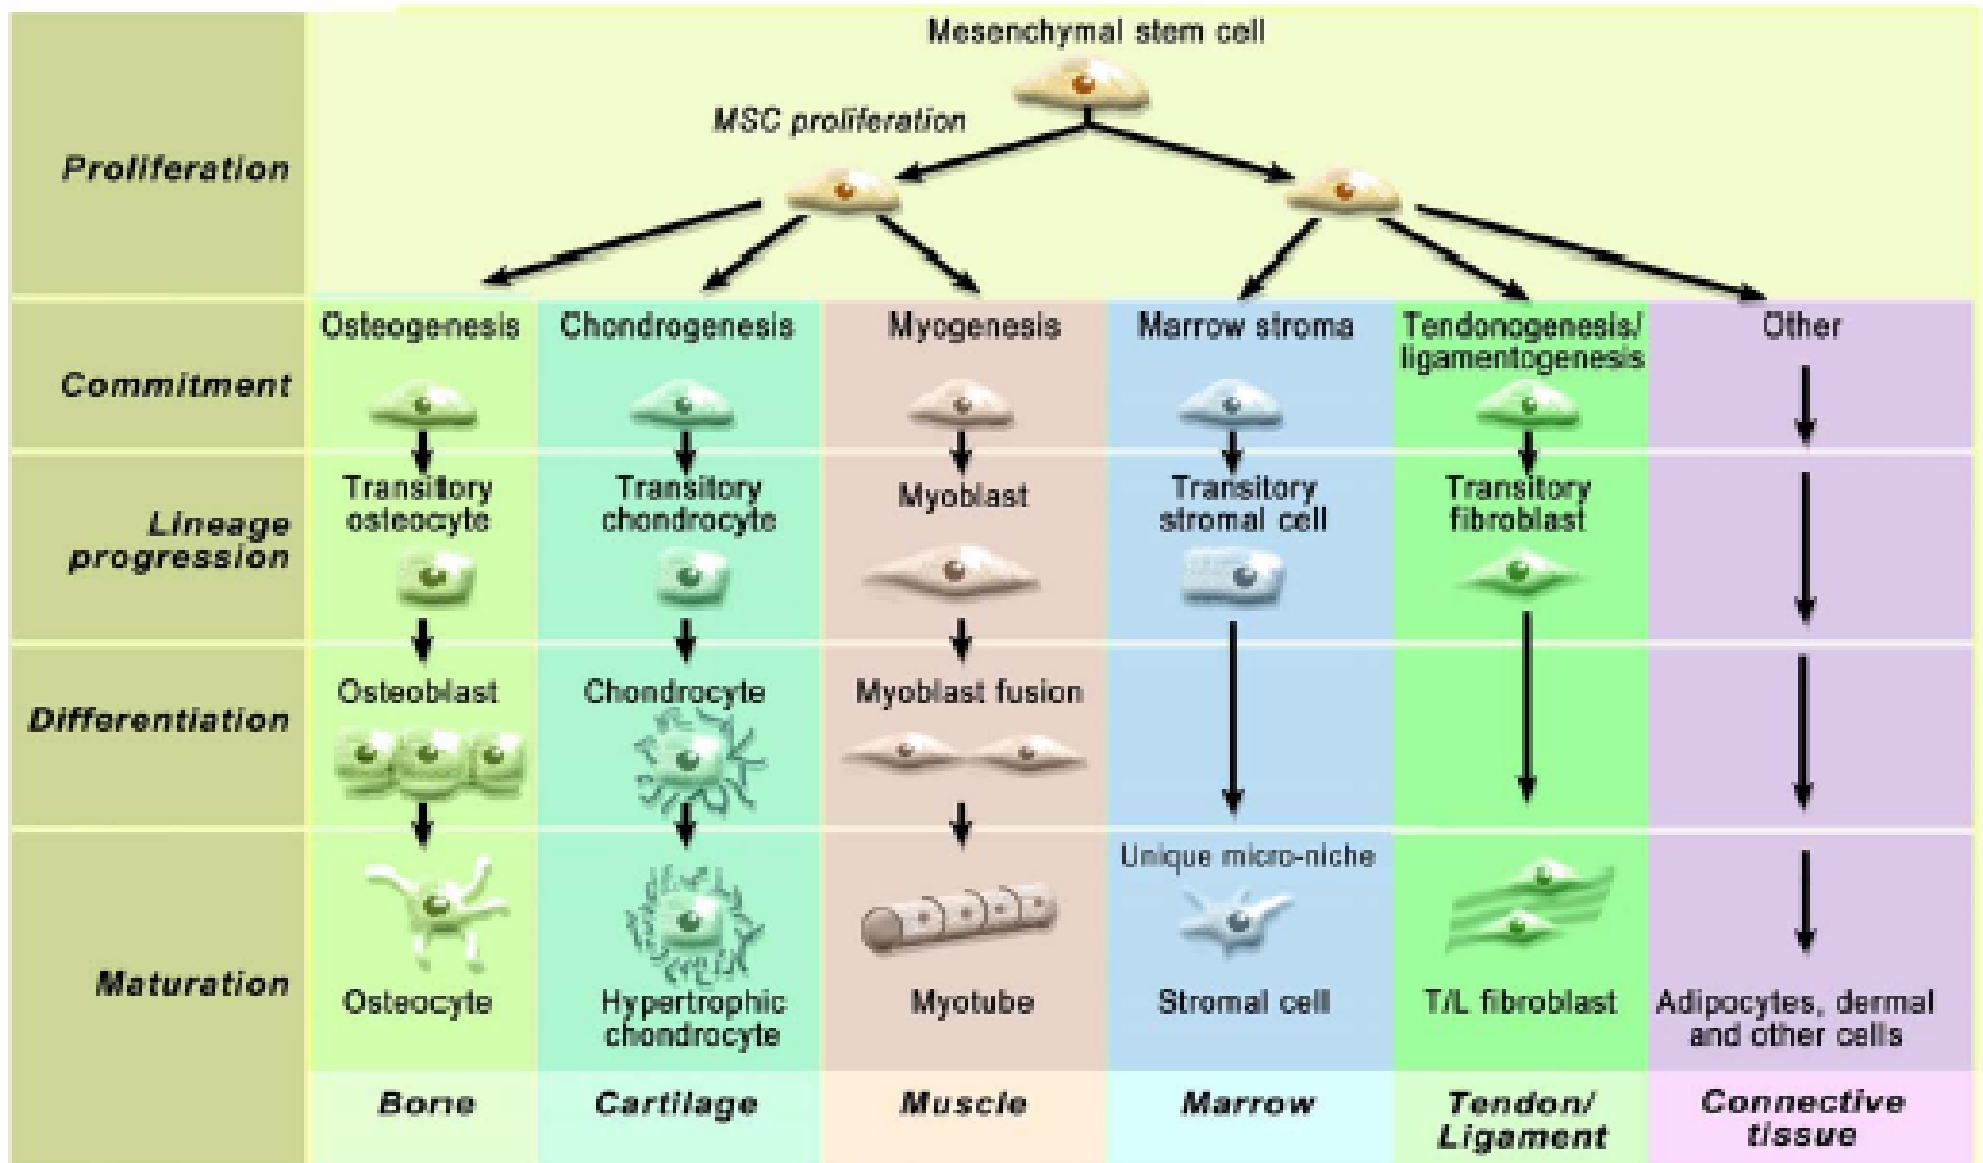 Mesenchymal stem cell
MSC proliferation
Proliferation
Osteogenesis
Chondrogenesis
Myogenesis
Marrow stroma
Tendonogenesis/
ligamentogenesis
Other
Commitment
Transitory
osteocyte
Transitory
chondrocyte
Myoblast
Transitory
stromal cell
Transitory
fibroblast
Lineage
progression
Osteoblast
Chondrocyte
Myoblast fusion
Differentiation
Unique micro-niche
Maturation
Osteocyte
Hypertrophic
chondrocyte
Myotube
Stromal cell
T/L fibroblast
Adipocytes, dermal
and other cells
Bone
Cartilage
Muscle
Marrow
Tendon/
Ligament
Connective
tissue